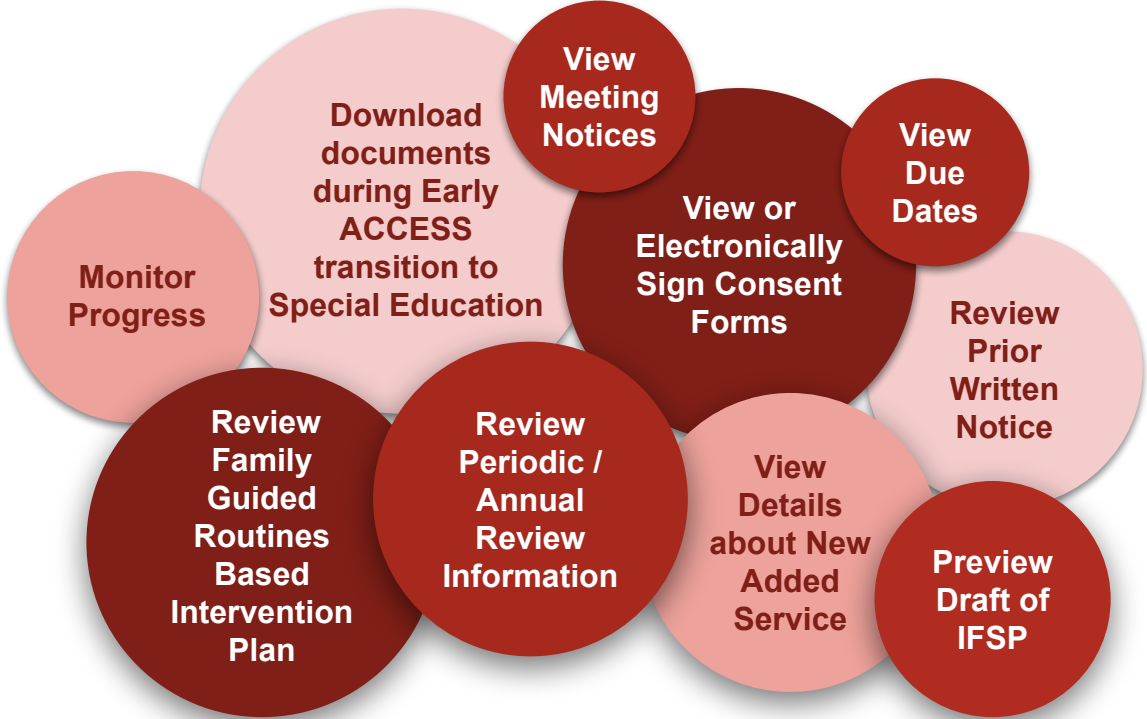 View
Meeting
Notices
Download
documents
during Early
ACCESS
transition to
Special Education
View
Due
Dates
View or
Electronically
Sign Consent
Forms
Monitor
Progress
Review
Prior
Written
Notice
Review
Family
Guided
Routines
Based
Intervention
Plan
Review
Periodic /
Annual
Review
Information
View
Details
about New
Added
Service
Preview
Draft of
IFSP